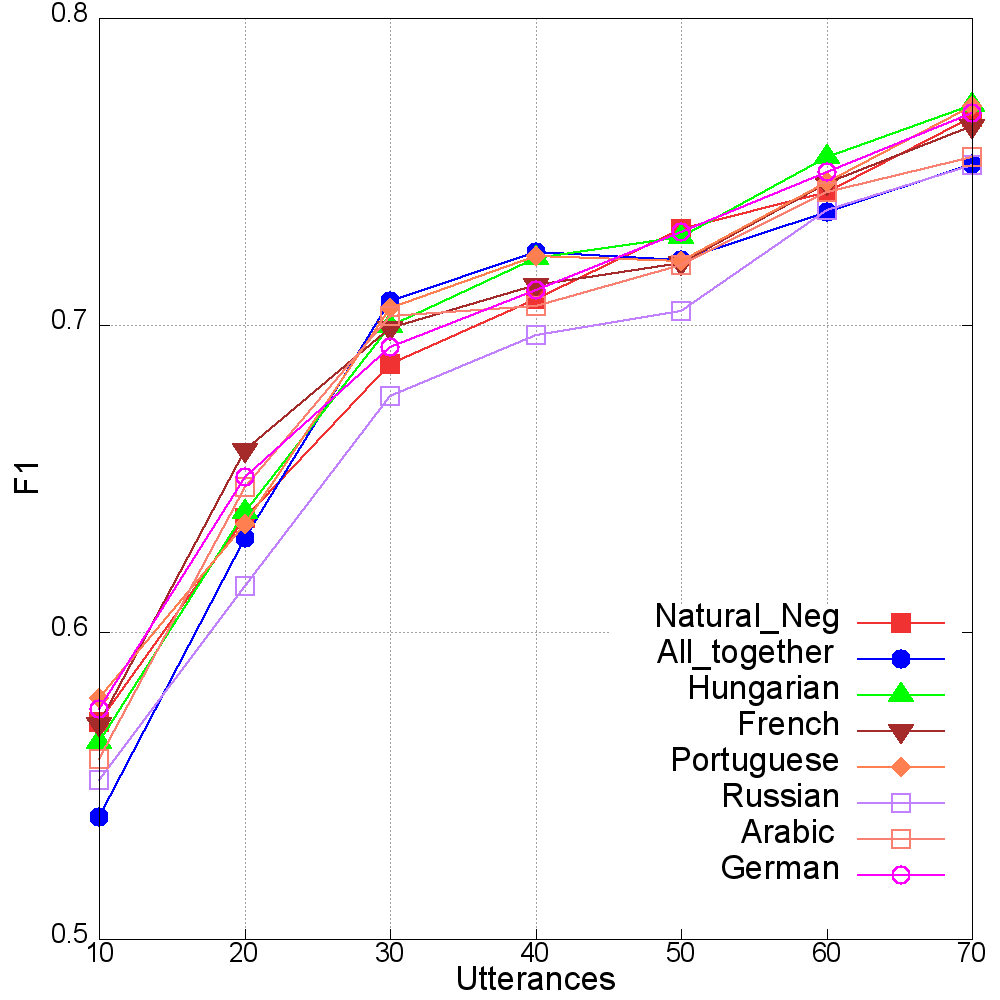 0.8
0.7
0.6
0.5
F1
Natural_Neg
All_together
Hungarian
French
Portuguese
Russian
Arabic
German
10 20 30 40 50 60 70
Utterances